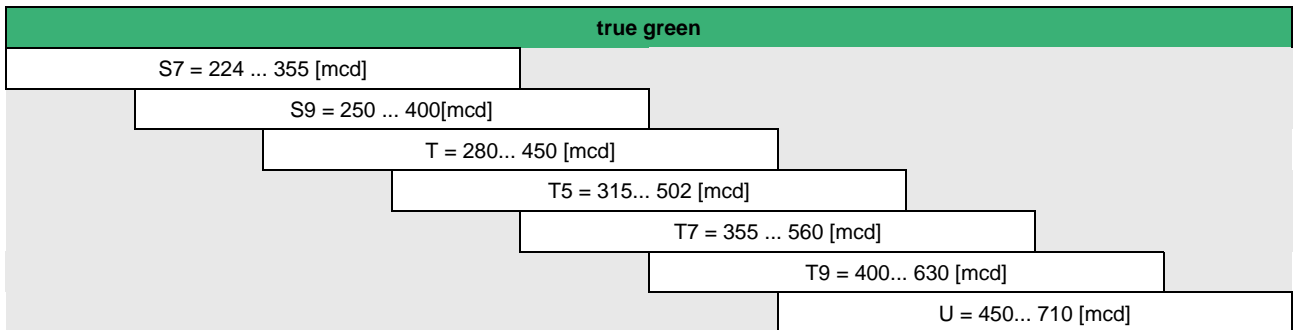 true green
S7 = 224 ... 355 [mcd]
S9 = 250 ... 400[mcd]
T = 280... 450 [mcd]
T5 = 315... 502 [mcd]
T7 = 355 ... 560 [mcd]
T9 = 400... 630 [mcd]
U = 450... 710 [mcd]